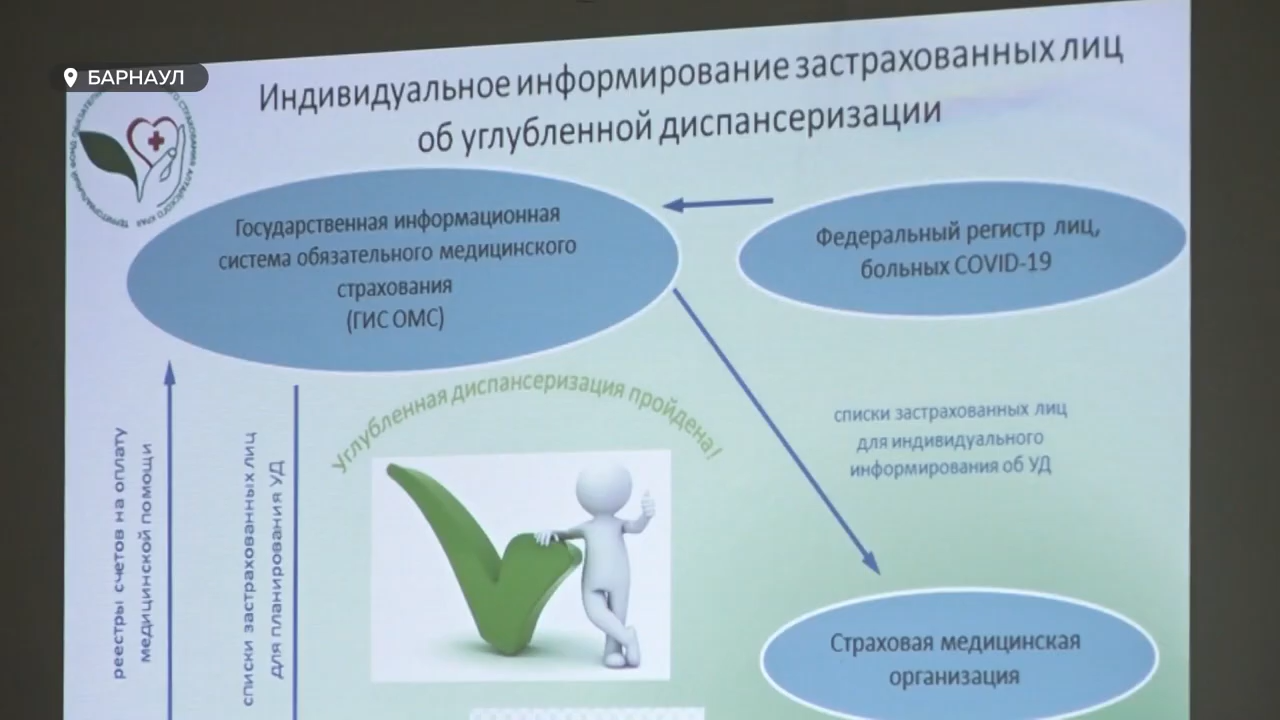 БАРНАУЛ
Индивидуальное информирование застрахованных лиц
об углубленной диспансеризации
Государственная информационная
система обязательного медицинского
страхования
(ГИС ОМС)
Федеральный регистр лиц,
больных COVID-19
Углубленная диспансеризация пройдена!
списки застрахованных лиц
для индивидуального
информирования об УД
реестры счетов на оплату
медицинской помощи
списки застрахованных лиц
для планирования УД
Страховая медицинская
организация